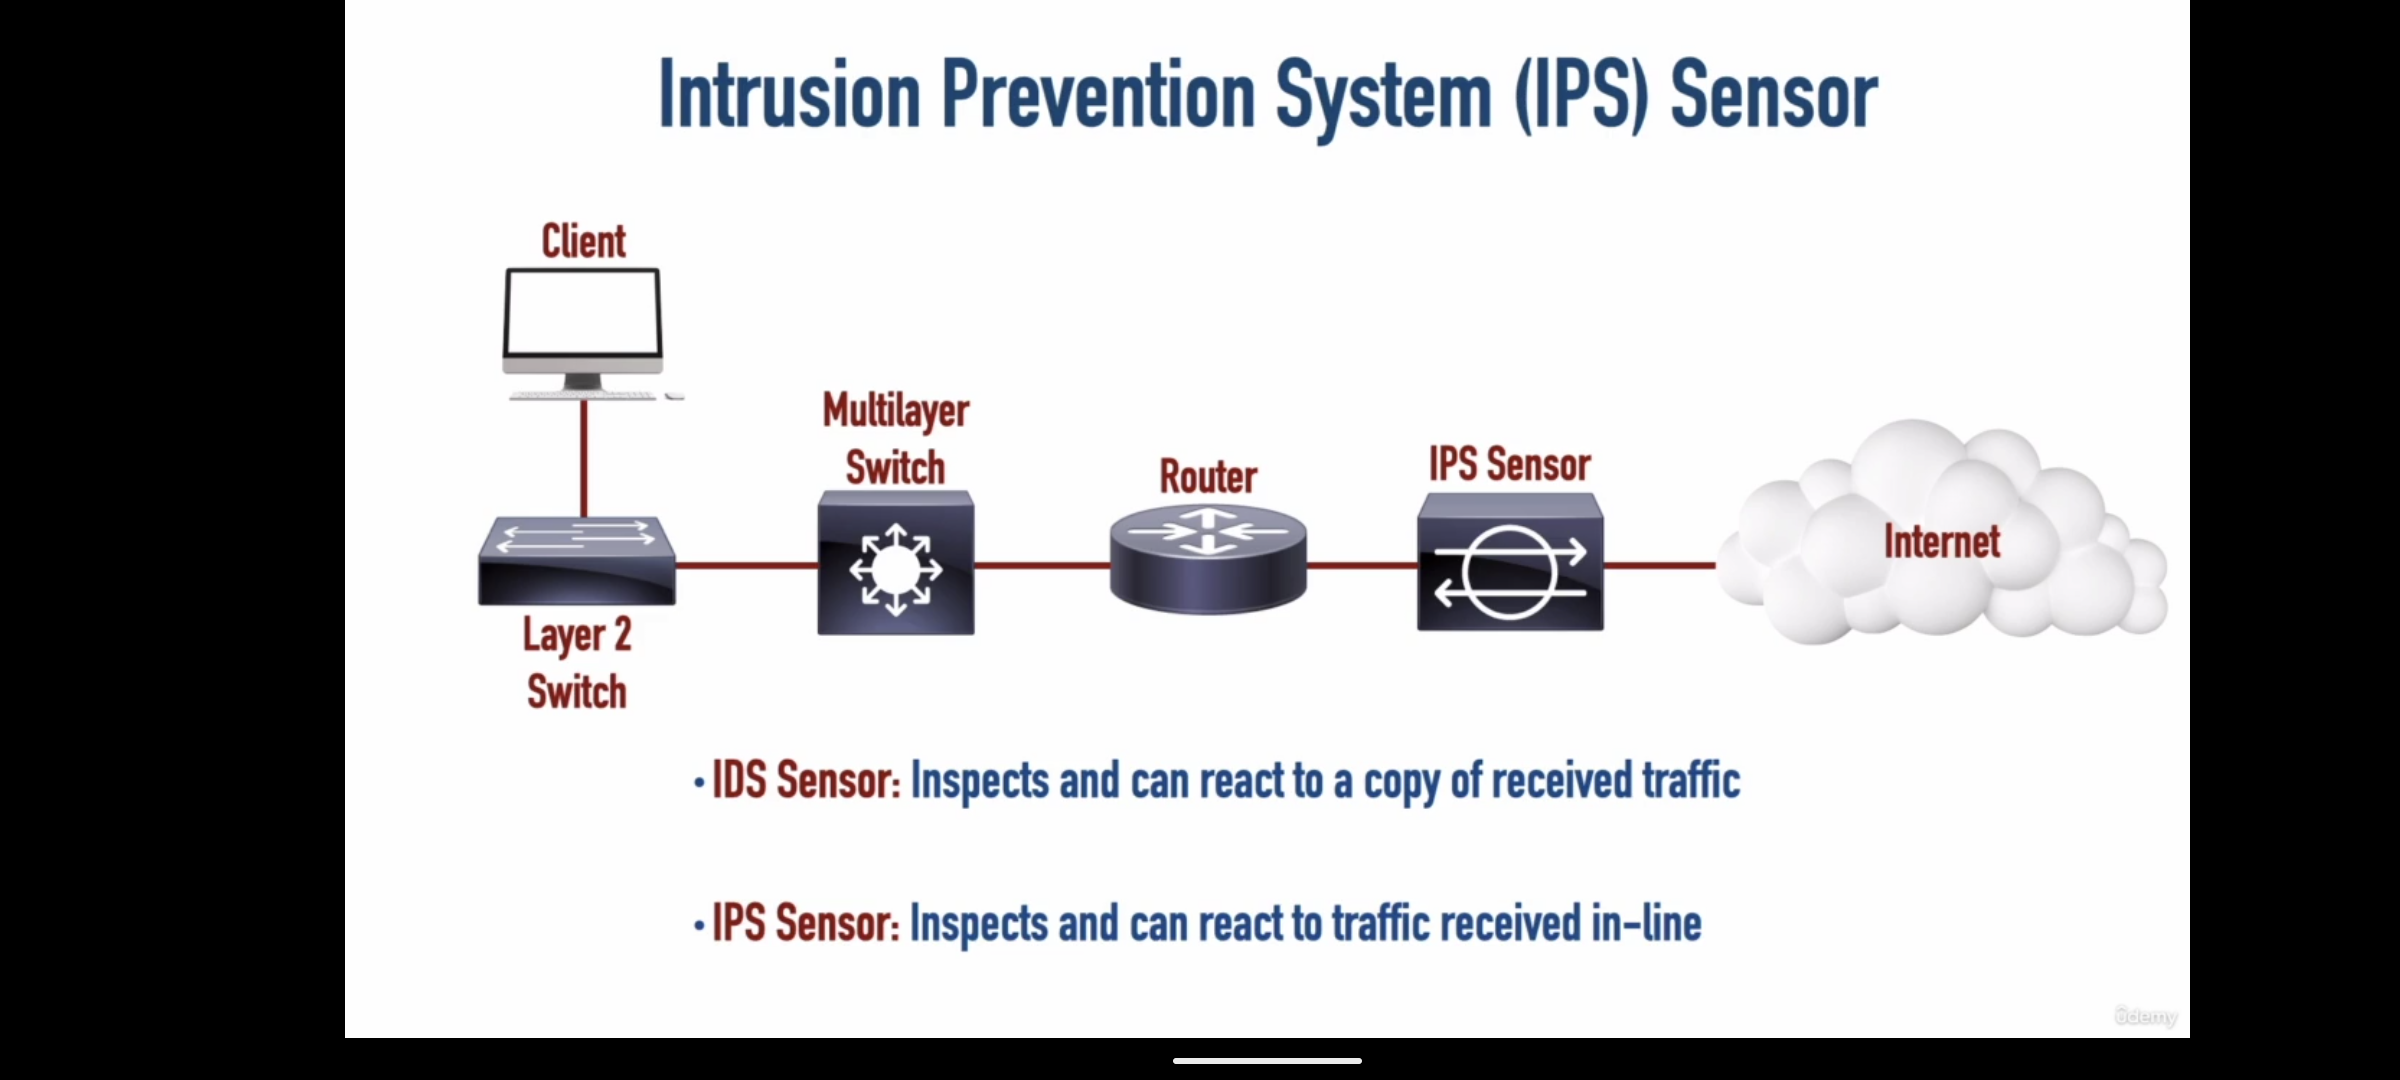 Intrusion Prevention System (IPS) Sensor
Client
Multilayer
Switch
Router
IPS Sensor
Internet
Layer 2
Switch
• IDS Sensor: Inspects and can react to a copy of received traffic
• IPS Sensor: Inspects and can react to traffic received in-line
ûdemy